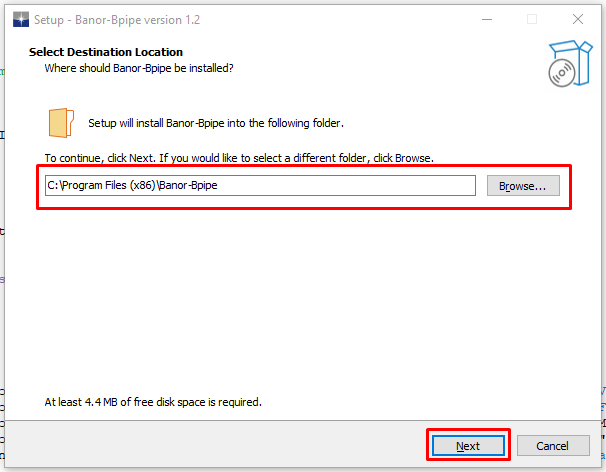 Setup - Banor-Bpipe version 1.2
Select Destination Location
Where should Banor-Bpipe be installed?
Setup will install Banor-Bpipe into the following folder.
To continue, click Next. If you would like to select a different folder, click Browse.
C:\Program Files (x86)\Banor-Bpipe
Browse...
At least 4.4 MB of free disk space is required.
Next
Cancel